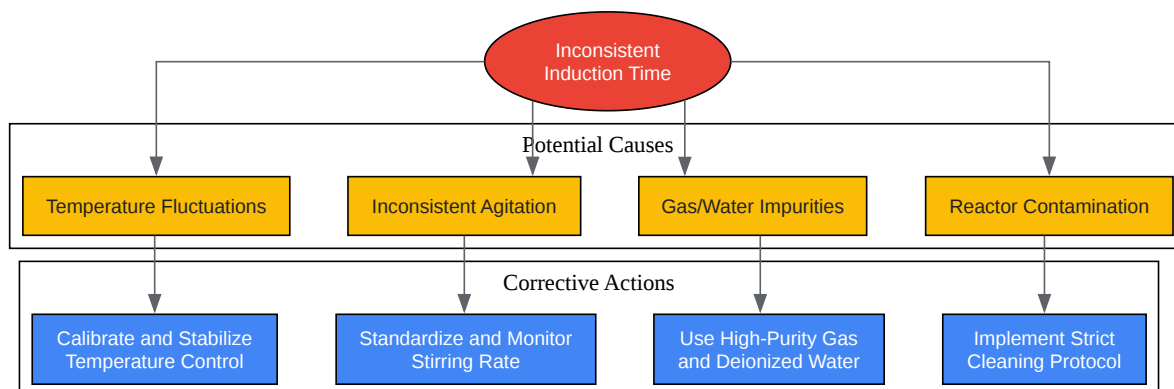 Inconsistent
Induction Time
Potential Causes
Temperature Fluctuations
Inconsistent Agitation
Gas/Water Impurities
Reactor Contamination
Corrective Actions
Calibrate and Stabilize
Temperature Control
Standardize and Monitor
Stirring Rate
Use High-Purity Gas
and Deionized Water
Implement Strict
Cleaning Protocol